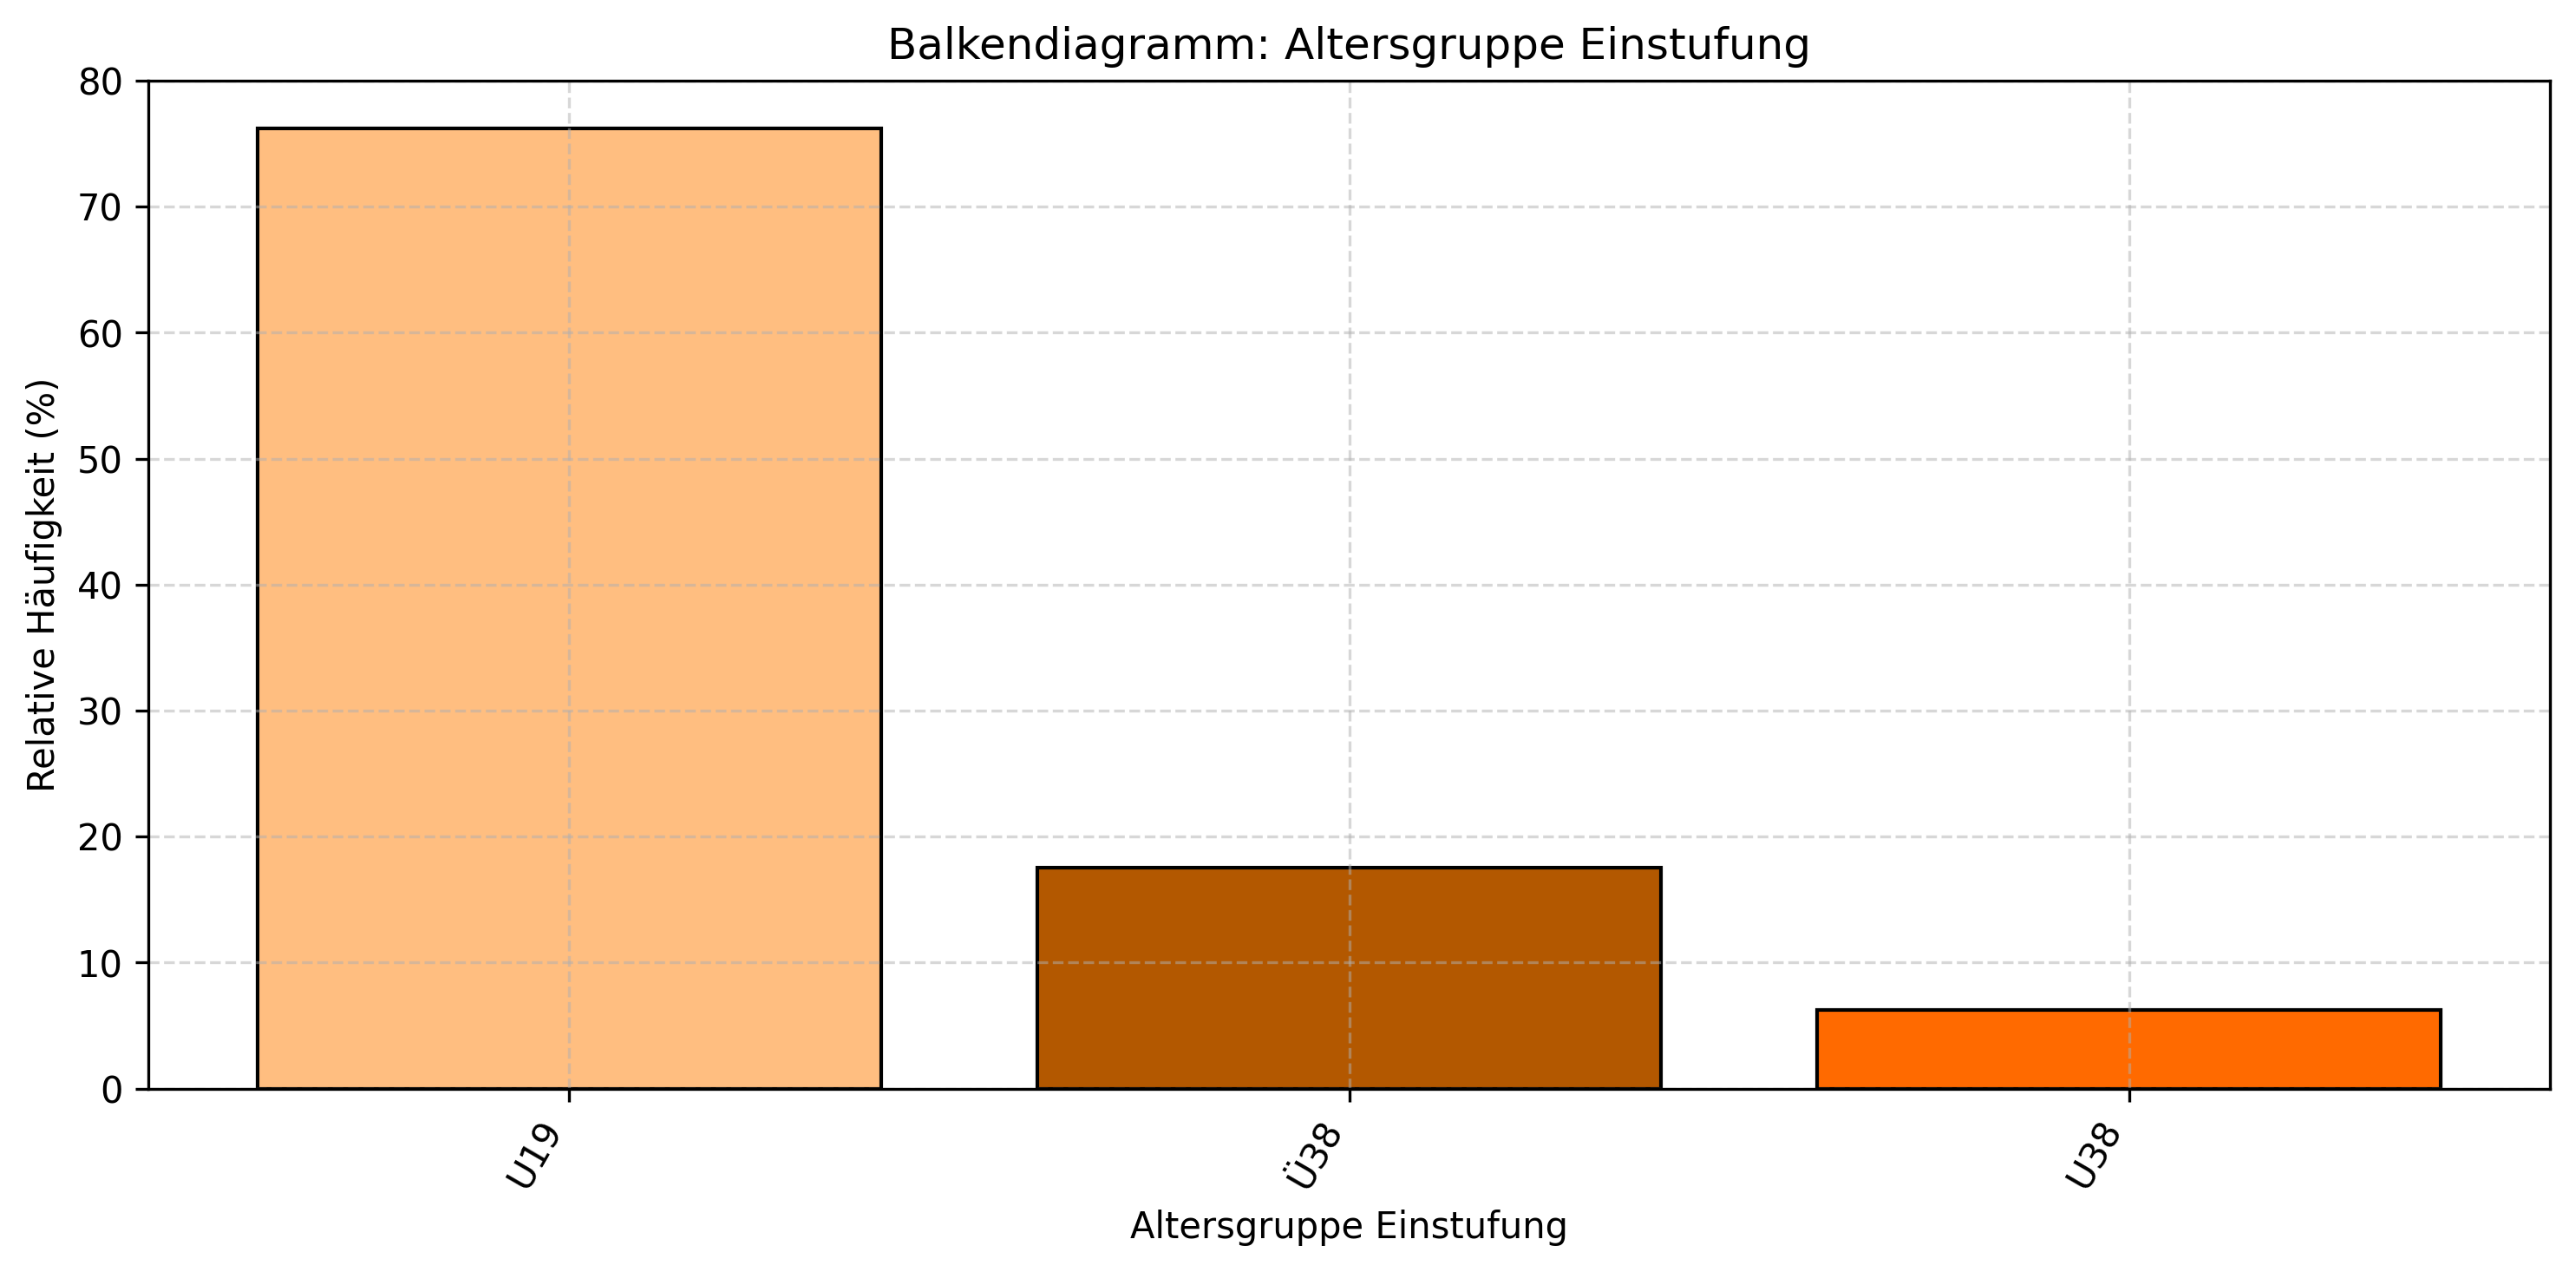 Balkendiagramm: Altersgruppe Einstufung
80
70
60
50
40
30
20
10
0
Relative Häufigkeit (%)
U19
Ü38
U38
Altersgruppe Einstufung